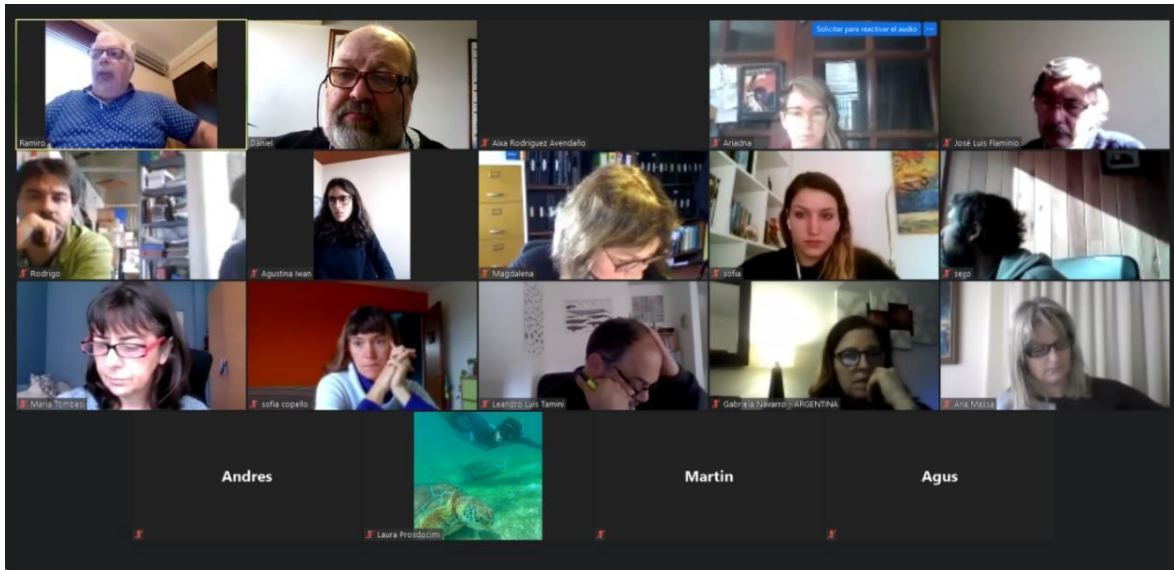 Solicitar para reactivar el audio
Ramiro
Daniel
Aixa Rodriguez Avendaño
Ariadna
José Luis Flaminio
Rodrigo
Agustina Iwan
Magdalena
sofia
sego
Maria Tombesi
sofia copello
Leandro Luis Tamini
Gabriela Navarro - ARGENTINA
Ana Massa
Andres
Laura Prosdocimi
Martin
Agus